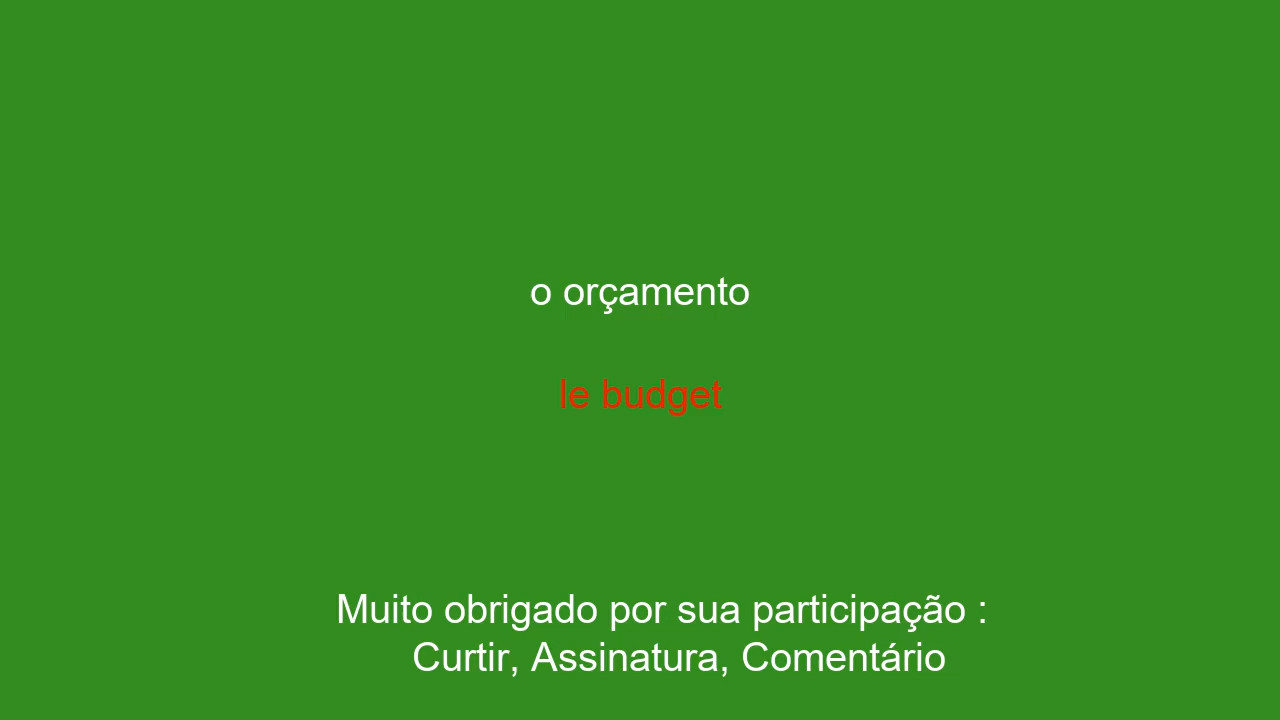 o orçamento
le budget
Muito obrigado por sua participação :
Curtir, Assinatura, Comentário